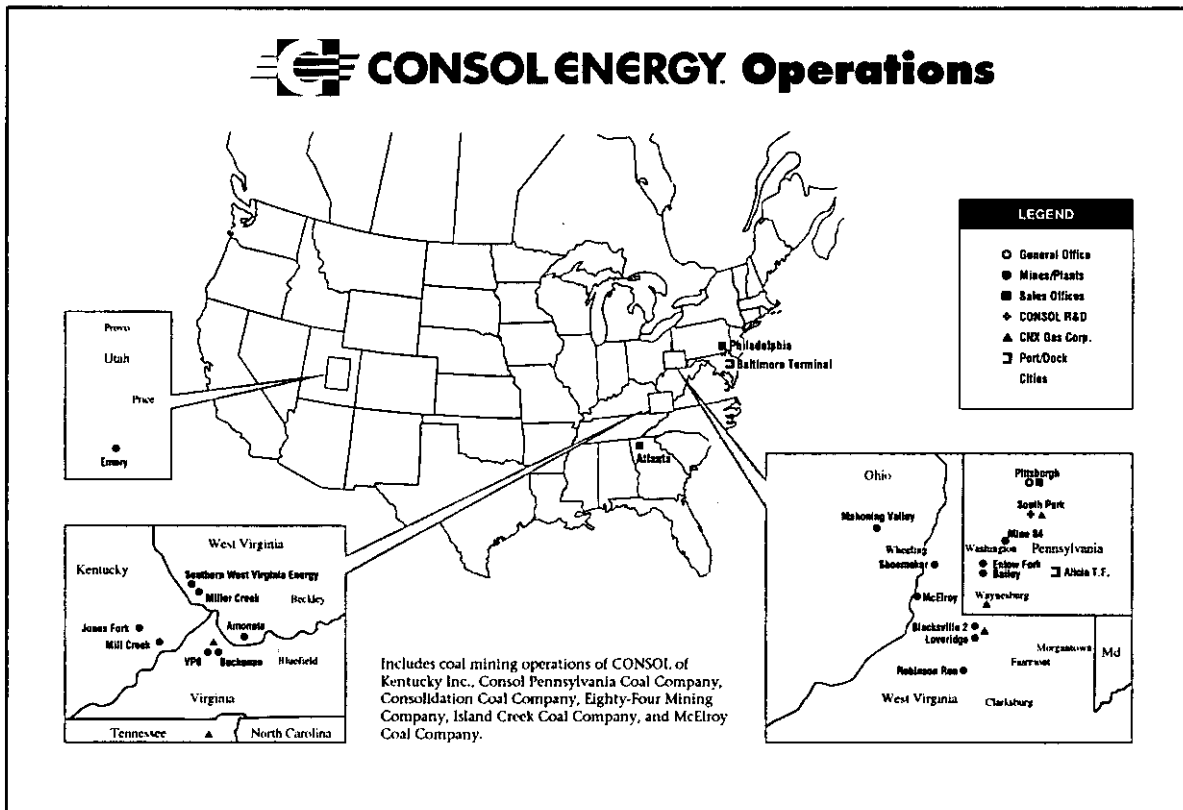 CONSOL ENERGY. Operations
LEGEND
General Office
Mines/Plants
Sales Offices
CONSOL R&D
CNX Gas Corp.
Port/Dock
Cities
Provo
Utah
Price
Emery
Philadelphia
Baltimore Terminal
Atlanta
West Virginia
Kentucky
Southern West Virginia Energy
Miller Creek
Beckley
Jones Fork
Amonate
Mill Creek
VP8
Buchanan
Bluefield
Virginia
Tennessee
North Carolina
Includes coal mining operations of CONSOL of
Kentucky Inc., Consol Pennsylvania Coal Company,
Consolidation Coal Company, Eighty-Four Mining
Company, Island Creek Coal Company, and McElroy
Coal Company.
Ohio
Pittsburgh
South Park
Mahoning Valley
Mine 84
Washington
Pennsylvania
Wheeling
Shoemaker
Enlow Fork
Bailey
Alicia T.F.
McElroy
Waynesburg
Blacksville 2
Loveridge
Morgantown
Md
Fairmont
Robinson Run
West Virginia
Clarksburg